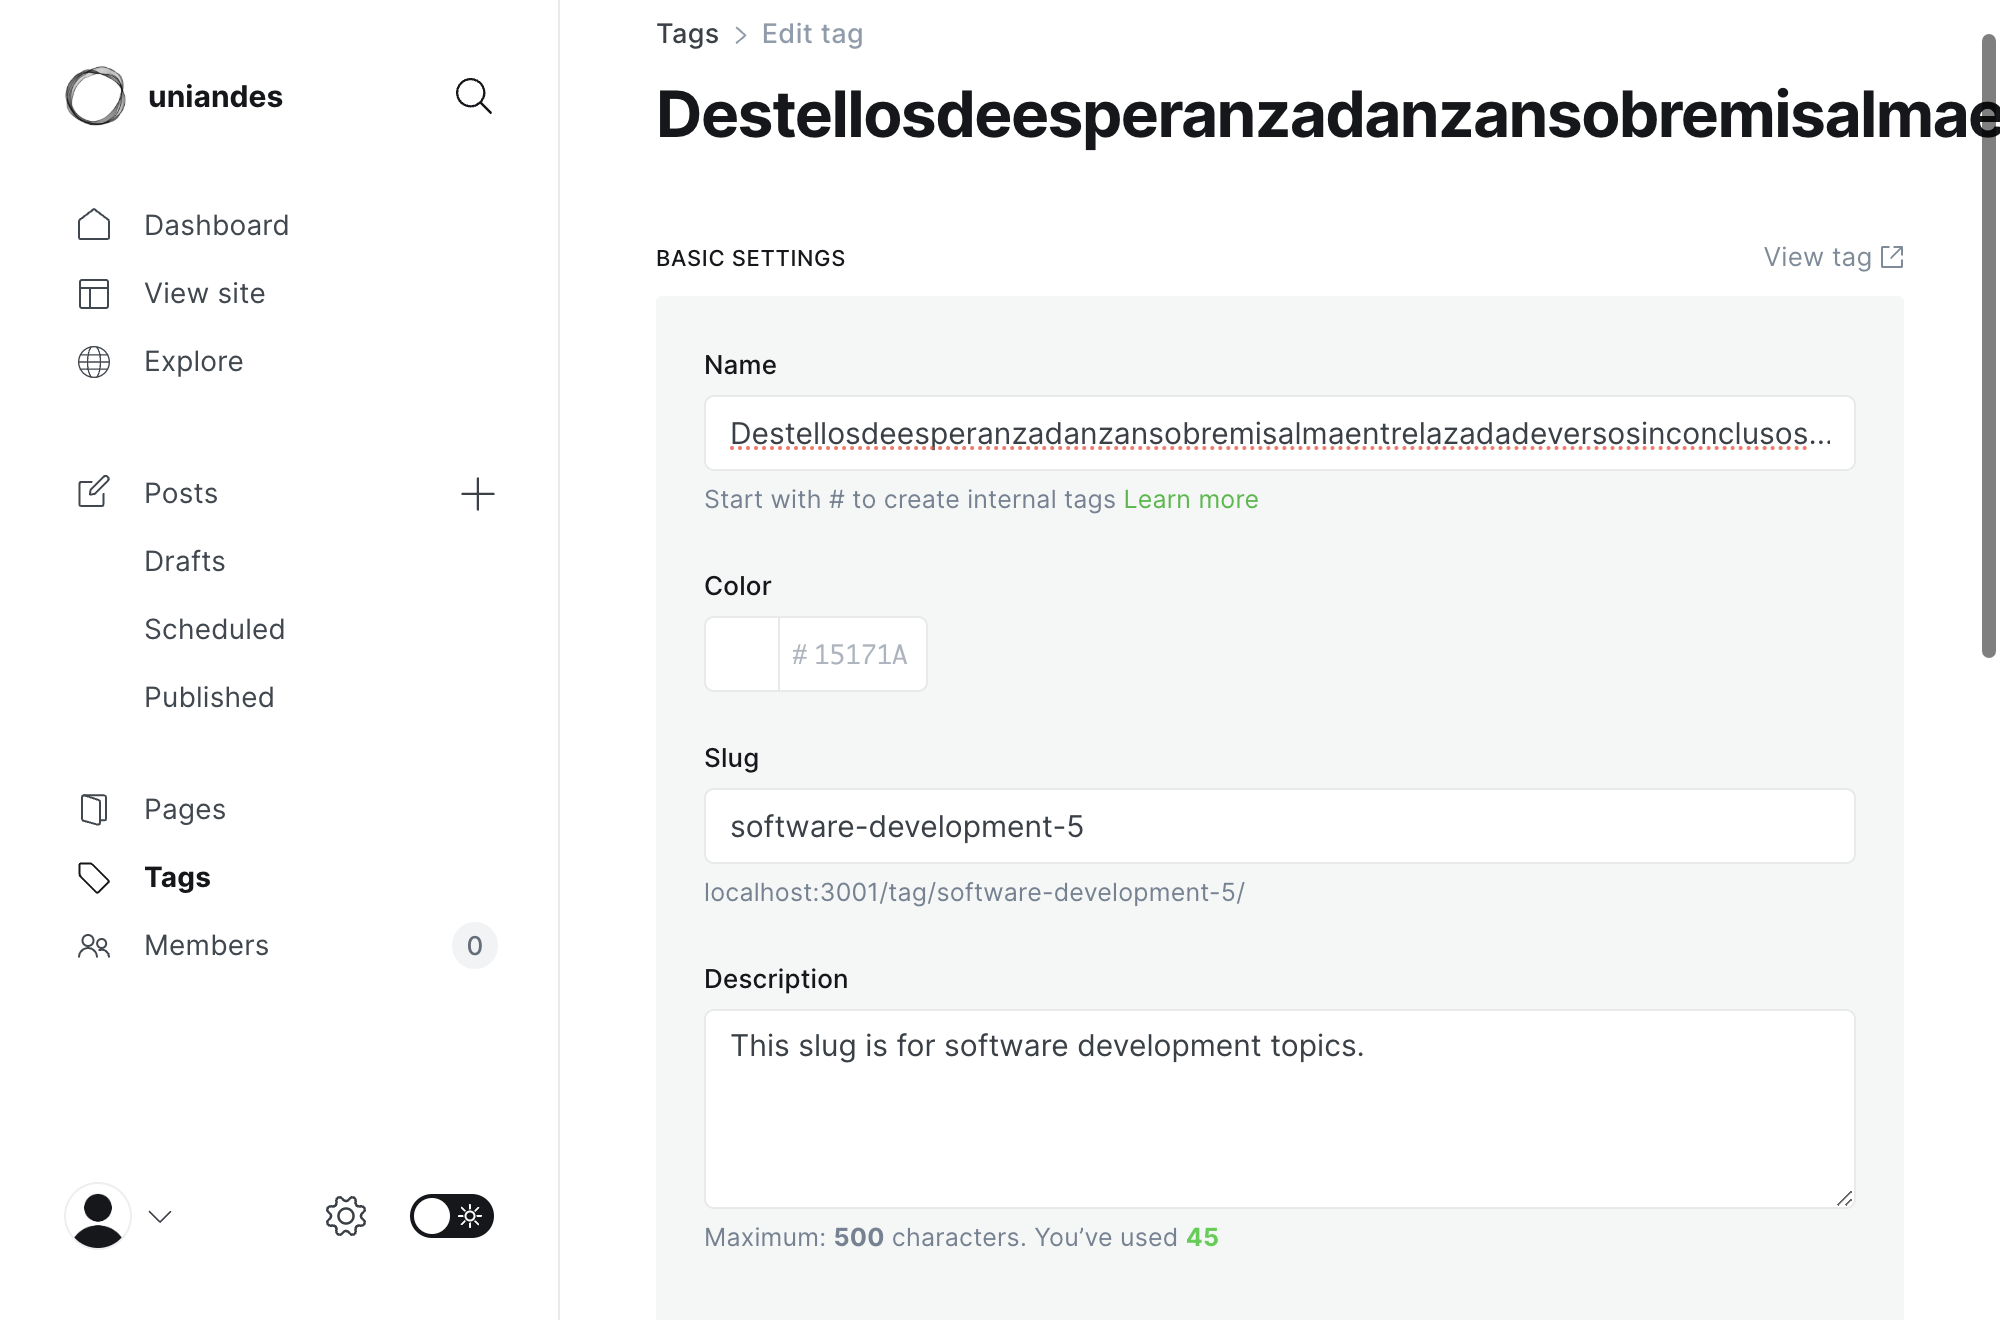 uniandes
Dashboard
View site
Explore
Posts
Drafts
Scheduled
Published
Pages
Tags
Members 0
Tags > Edit tag
Destellosdeesperanzadanzansobremisalmae
BASIC SETTINGS
View tag
Name
Destellosdeesperanzadanzansobremisalmaentrelazadadeversosinconclusos...
Start with # to create internal tags Learn more
Color
# 15171A
Slug
software-development-5
localhost:3001/tag/software-development-5/
Description
This slug is for software development topics.
Maximum: 500 characters. You’ve used 45